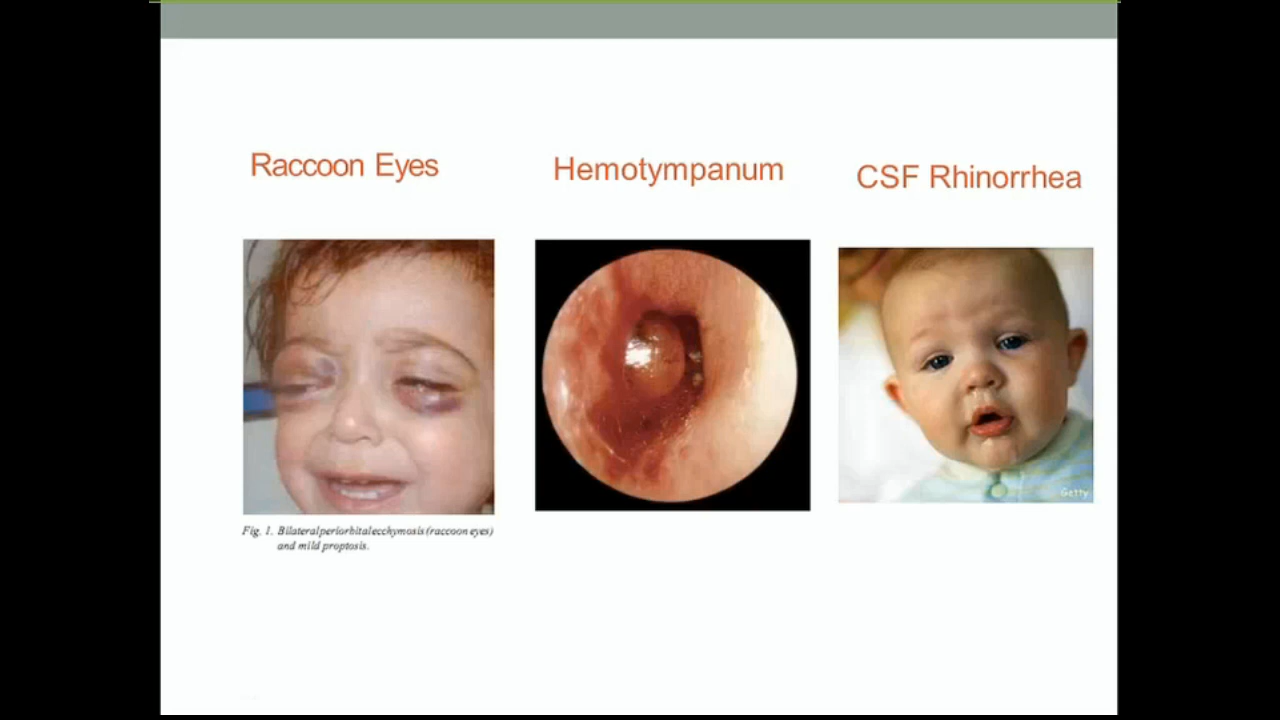 Raccoon Eyes
Hemotympanum
CSF Rhinorrhea
Getty
Fig. 1. Bilateral periorbital ecchymosis (raccoon eyes)
and mild proptosis.